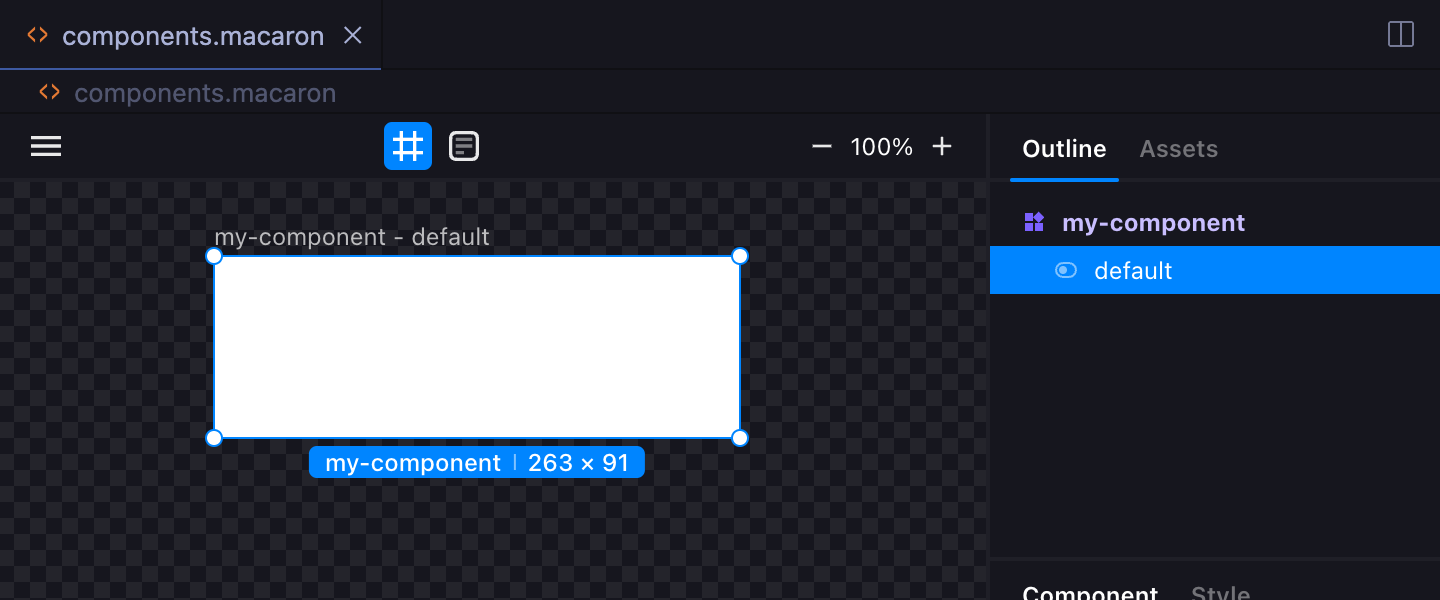 components.macaron
components.macaron
100%
Outline Assets
my-component - default
my-component
default
my-component 263 × 91
Component Style